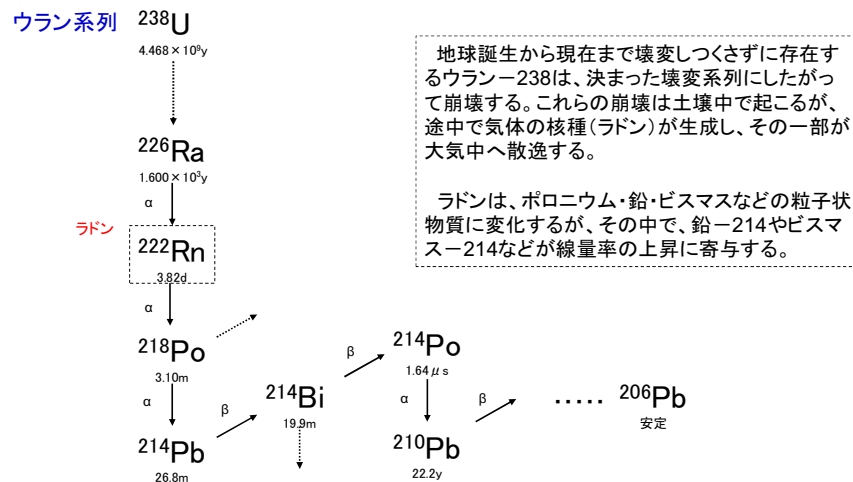 ウラン系列
²³⁸U
4.468×10⁹y
地球誕生から現在まで壊変しつくさずに存在す
るウラン－238は、決まった壊変系列にしたがっ
て崩壊する。これらの崩壊は土壌中で起こるが、
途中で気体の核種（ラドン）が生成し、その一部が
大気中へ散逸する。
ラドンは、ポロニウム・鉛・ビスマスなどの粒子状
物質に変化するが、その中で、鉛－214やビスマ
ス－214などが線量率の上昇に寄与する。
²²⁶Ra
1.600×10³y
α
ラドン
²²²Rn
3.82d
α
²¹⁸Po
3.10m
α
²¹⁴Pb
26.8m
β
²¹⁴Bi
19.9m
β
²¹⁴Po
1.64μs
α
²¹⁰Pb
22.2y
β
·····
²⁰⁶Pb
安定